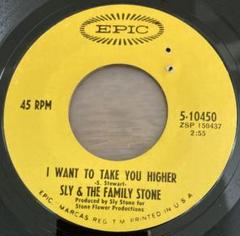 EPIC
45 RPM
5-10450
ZSP 150437
2:55
I WANT TO TAKE YOU HIGHER
-S. Stewart-
SLY & THE FAMILY STONE
Produced by Sly Stone for
Stone Flower Productions
EPIC, MARCAS REG. T.M. PRINTED IN U.S.A.